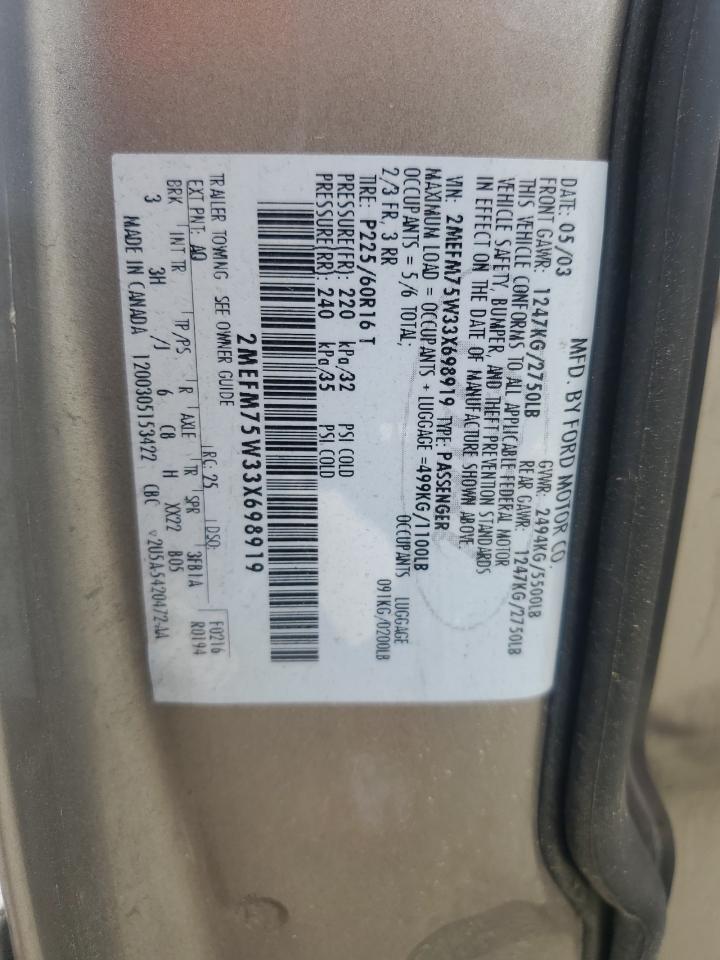 MFD. BY FORD MOTOR CO.
DATE: 05/03 GVWR: 2494KG/5500LB
FRONT GAWR: 1247KG/2750LB REAR GAWR: 1247KG/2750LB
THIS VEHICLE CONFORMS TO ALL APPLICABLE FEDERAL MOTOR
VEHICLE SAFETY, BUMPER, AND THEFT PREVENTION STANDARDS
IN EFFECT ON THE DATE OF MANUFACTURE SHOWN ABOVE.
VIN: 2MEFM75W33X698919 TYPE: PASSENGER
MAXIMUM LOAD = OCCUPANTS + LUGGAGE =499KG/1100LB
OCCUPANTS = 5/6 TOTAL; OCCUPANTS LUGGAGE
2/3 FR, 3 RR 091KG/0200LB
TIRE: P225/60R16 T
PRESSURE(FR): 220 kPa/32 PSI COLD
PRESSURE(RR): 240 kPa/35 PSI COLD
2MEFM75W33X698919
TRAILER TOWING SEE OWNER GUIDE F0216
EXT PNT: AQ RC: 25 DSO: R0194
BRK INT TR TP/PS R AXLE TR SPR 3FB1A
3 3H /1 6 C8 H XX22 B05
MADE IN CANADA 1200305153422 CBC v2U5A-5420472-AA